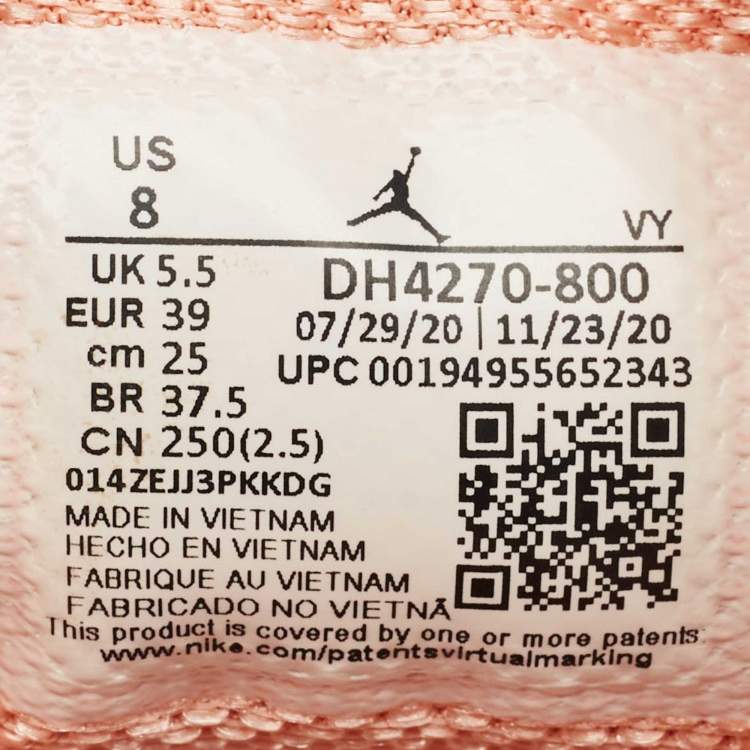 US
8
VY
UK 5.5
EUR 39
cm 25
BR 37.5
CN 250(2.5)
DH4270-800
07/29/20 | 11/23/20
UPC 00194955652343
014ZEJJ3PKKDG
MADE IN VIETNAM
HECHO EN VIETNAM
FABRIQUE AU VIETNAM
FABRICADO NO VIETNÃ
This product is covered by one or more patents:
www.nike.com/patentsvirtualmarking